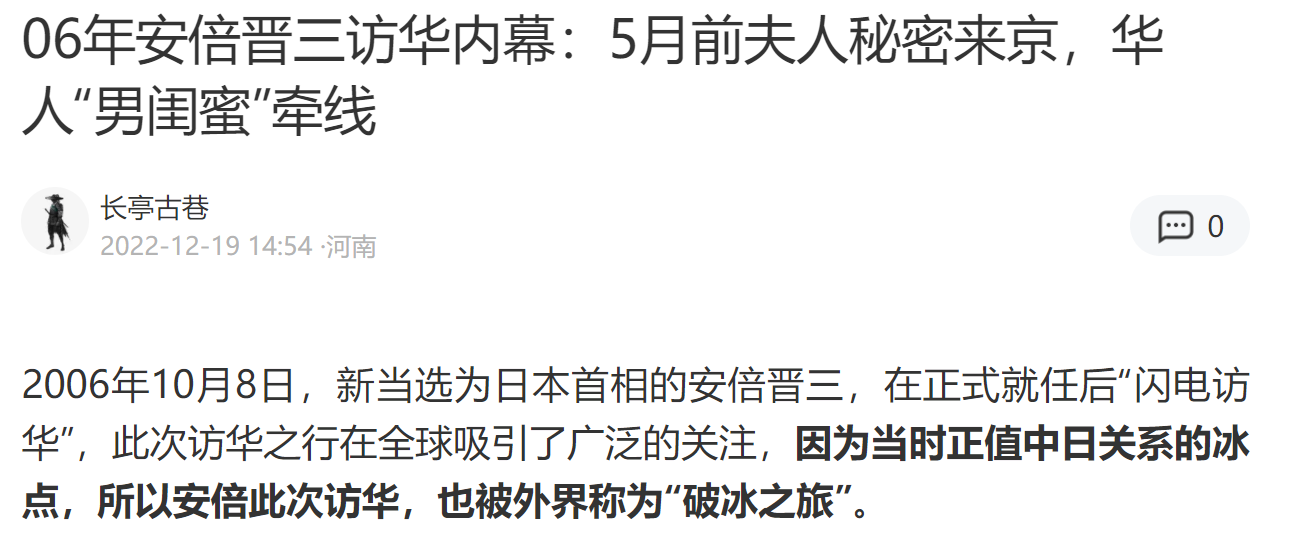 06年安倍晋三访华内幕：5月前夫人秘密来京，华
人“男闺蜜”牵线
长亭古巷
2022-12-19 14:54 ·河南
0
2006年10月8日，新当选为日本首相的安倍晋三，在正式就任后“闪电访
华”，此次访华之行在全球吸引了广泛的关注，因为当时正值中日关系的冰
点，所以安倍此次访华，也被外界称为“破冰之旅”。